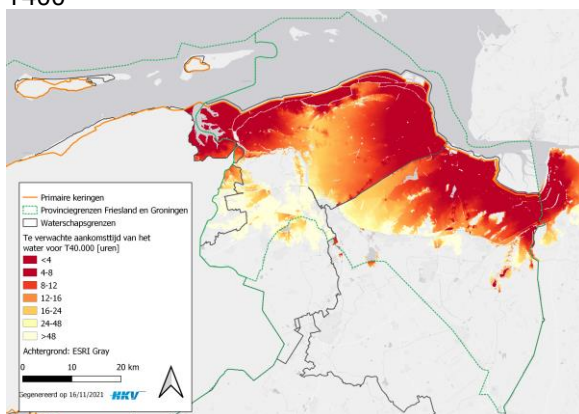 Primaire keringen
Provinciegrenzen Friesland en Groningen
Waterschapsgrenzen
Te verwachte aankomsttijd van het
water voor T40.000 [uren]
<4
4-8
8-12
12-16
16-24
24-48
>48
Achtergrond: ESRI Gray
0 10 20 km
Gegenereerd op 16/11/2021 HKV